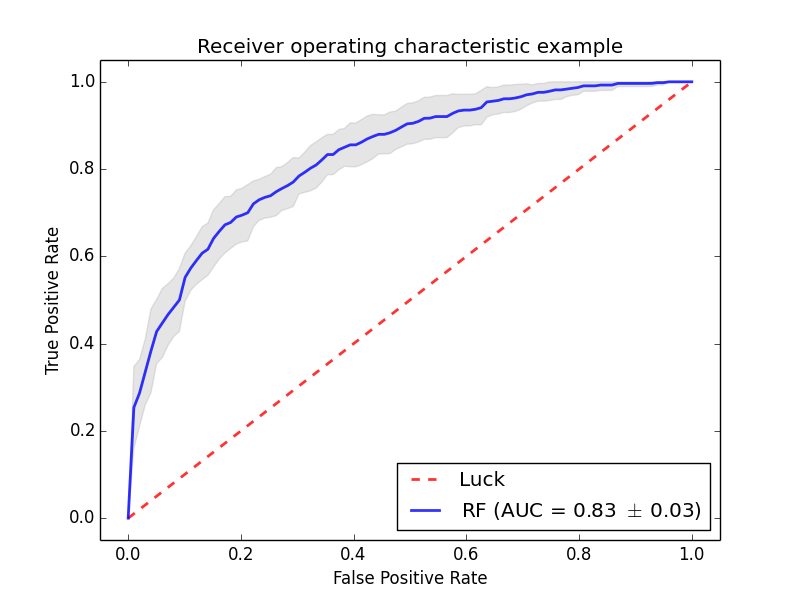 Receiver operating characteristic example
True Positive Rate
1.0
0.8
0.6
0.4
0.2
0.0
Luck
RF (AUC = 0.83 ± 0.03)
0.0 0.2 0.4 0.6 0.8 1.0
False Positive Rate